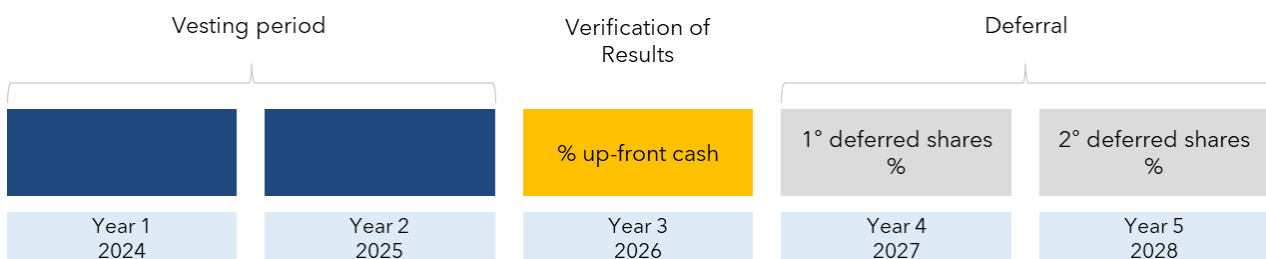 Vesting period
Verification of
Results
Deferral
% up-front cash
1° deferred shares
%
2° deferred shares
%
Year 1
2024
Year 2
2025
Year 3
2026
Year 4
2027
Year 5
2028